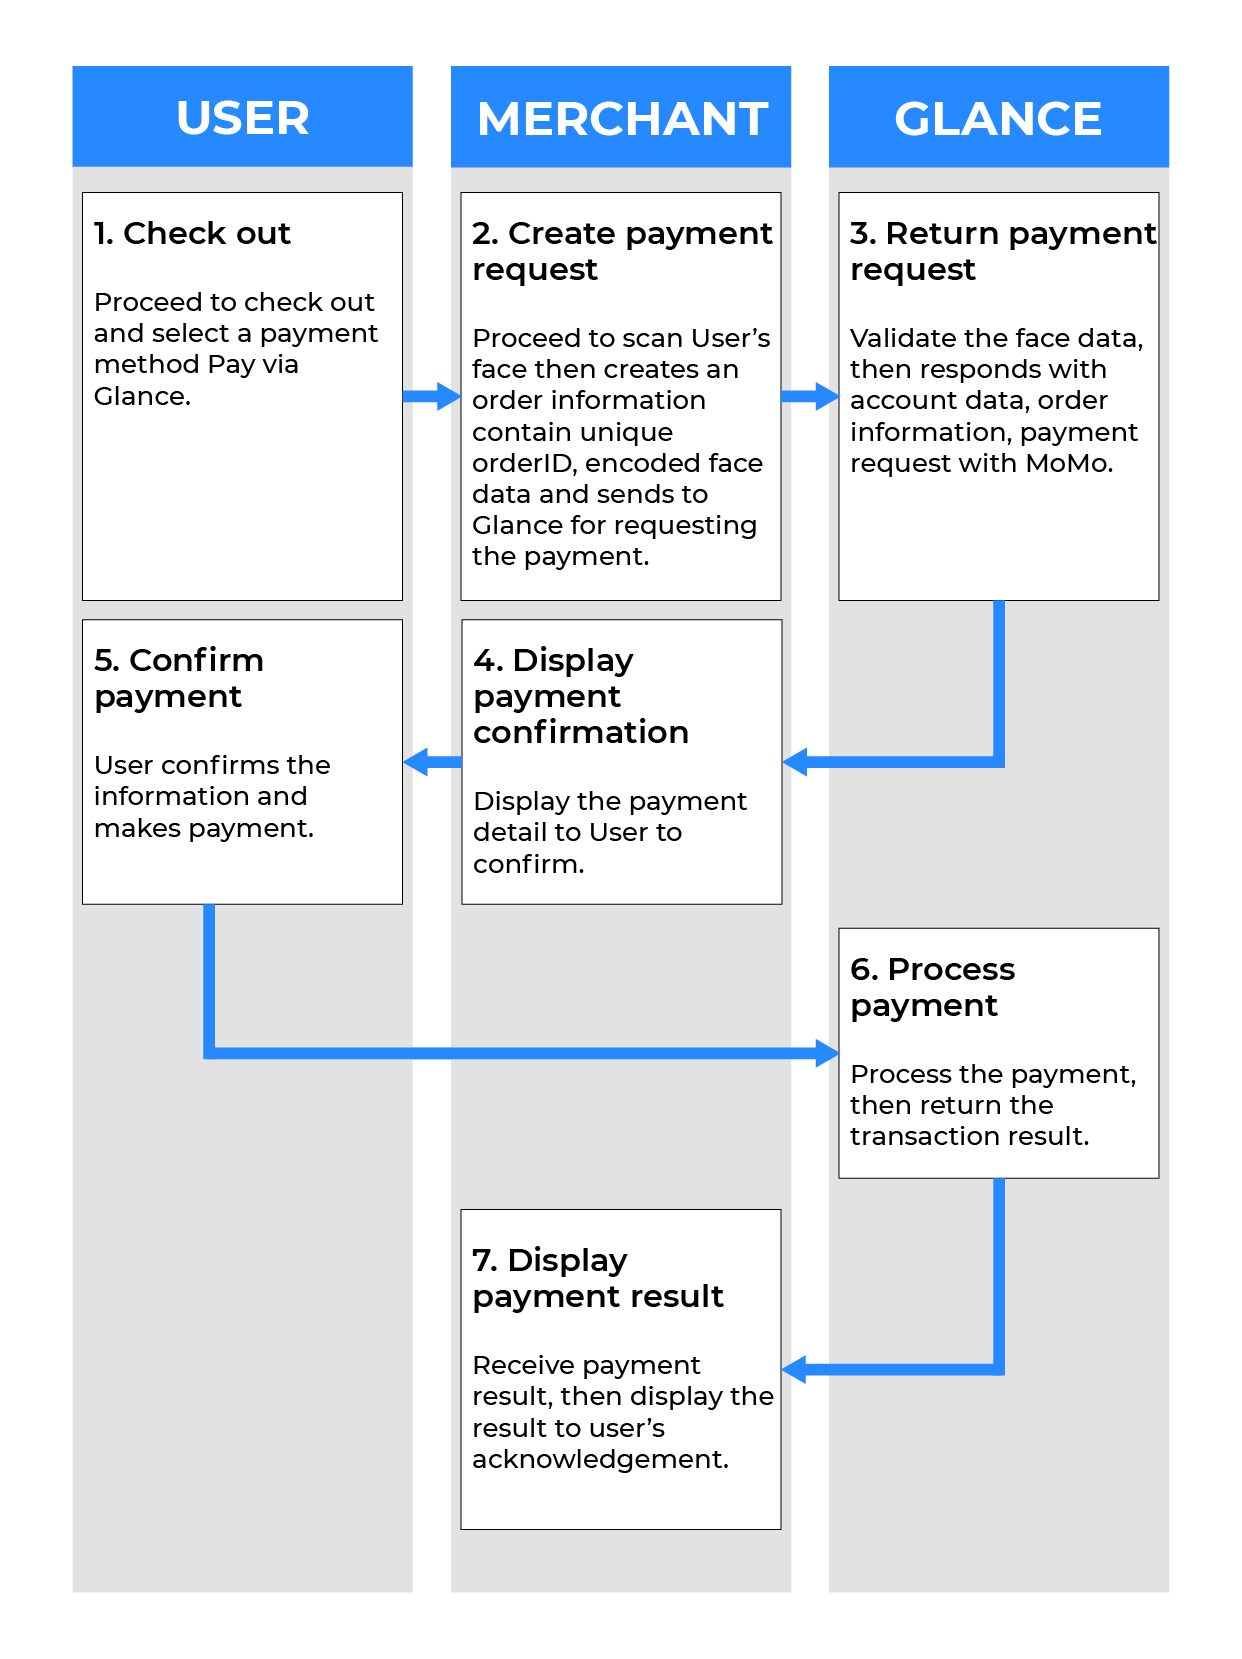 USER
MERCHANT
GLANCE
1. Check out
Proceed to check out
and select a payment
method Pay via
Glance.
2. Create payment
request
Proceed to scan User’s
face then creates an
order information
contain unique
orderID, encoded face
data and sends to
Glance for requesting
the payment.
3. Return payment
request
Validate the face data,
then responds with
account data, order
information, payment
request with MoMo.
4. Display
payment
confirmation
Display the payment
detail to User to
confirm.
5. Confirm
payment
User confirms the
information and
makes payment.
6. Process
payment
Process the payment,
then return the
transaction result.
7. Display
payment result
Receive payment
result, then display the
result to user’s
acknowledgement.